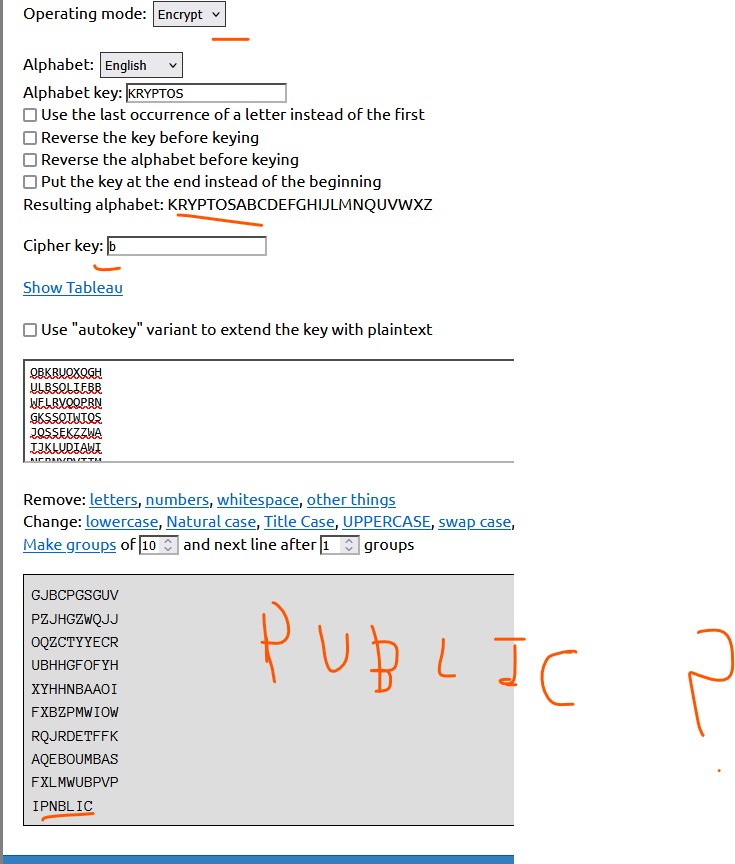 Operating mode: Encrypt
Alphabet: English
Alphabet key: KRYPTOS
Use the last occurrence of a letter instead of the first
Reverse the key before keying
Reverse the alphabet before keying
Put the key at the end instead of the beginning
Resulting alphabet: KRYPTOSABCDEFGHIJLMNQUVWXZ
Cipher key: b
Show Tableau
Use "autokey" variant to extend the key with plaintext
OBKRUOXOGH
ULBSOLIFBB
WFLRVQQPRN
GKSSOTWTQS
JQSSEKZZWA
TJKLUDIAWI
NFBNYPVTTM
Remove: letters, numbers, whitespace, other things
Change: lowercase, Natural case, Title Case, UPPERCASE, swap case,
Make groups of 10 and next line after 1 groups
GJBCPGSGUV
PZJHGZWQJJ
OQZCTYYECR
UBHHGFOFYH
XYHHNBAAOI
FXBZPMWIOW
RQJRDETFFK
AQEBOUMBAS
FXLMWUBPVP
IPNBLIC
PUBLIC ?